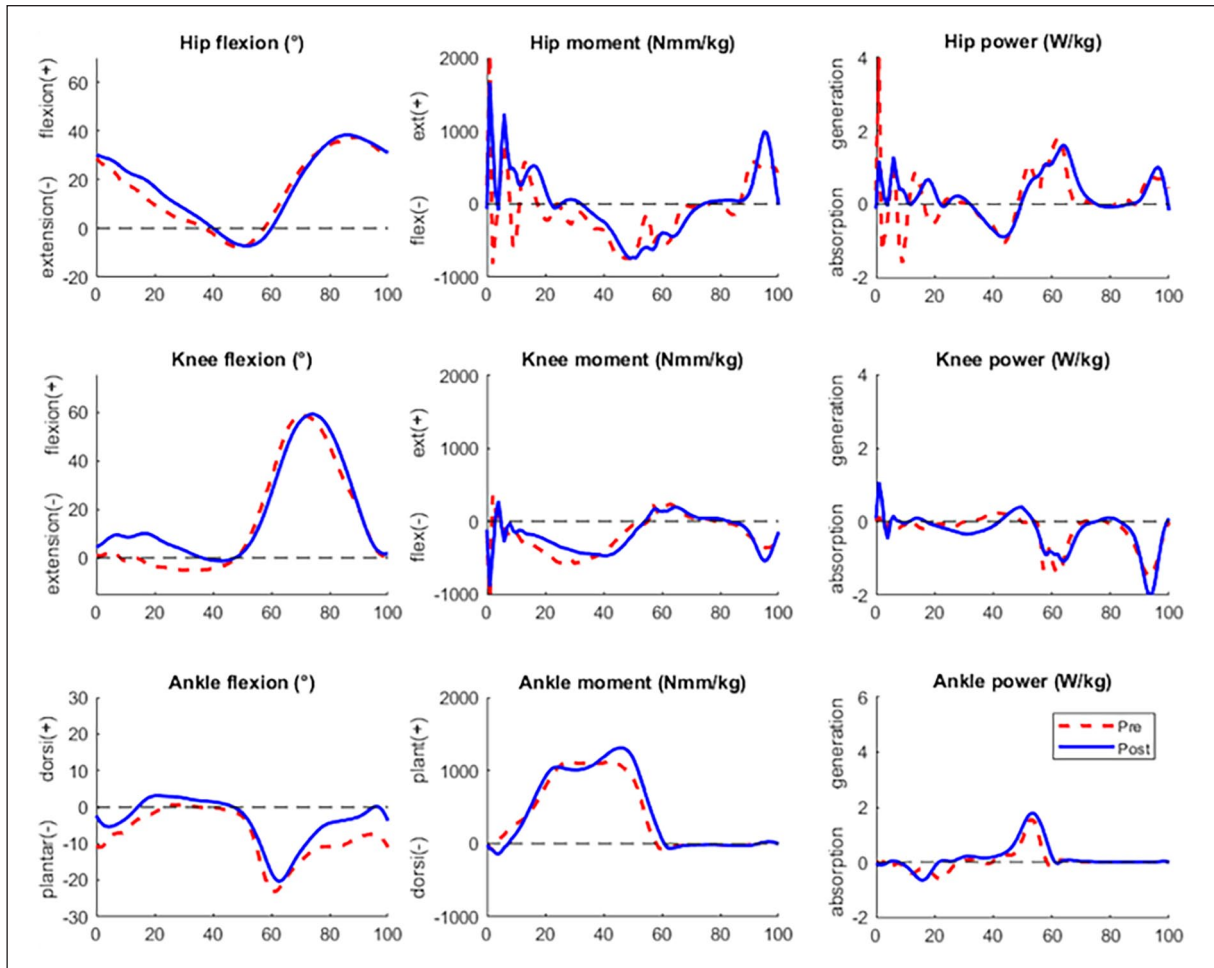 Hip flexion (°)
Hip moment (Nmm/kg)
Hip power (W/kg)
extension(-) flexion(+)
60
40
20
0
-20
0 20 40 60 80 100
flex(-) ext(+)
2000
1000
0
-1000
0 20 40 60 80 100
absorption generation
4
2
0
-2
0 20 40 60 80 100
Knee flexion (°)
Knee moment (Nmm/kg)
Knee power (W/kg)
extension(-) flexion(+)
60
40
20
0
0 20 40 60 80 100
flex(-) ext(+)
2000
1000
0
-1000
0 20 40 60 80 100
absorption generation
4
2
0
-2
0 20 40 60 80 100
Ankle flexion (°)
Ankle moment (Nmm/kg)
Ankle power (W/kg)
plantar(-) dorsi(+)
30
20
10
0
-10
-20
-30
0 20 40 60 80 100
dorsi(-) plant(+)
2000
1000
0
-1000
0 20 40 60 80 100
absorption generation
6
4
2
0
-2
0 20 40 60 80 100
Pre
Post